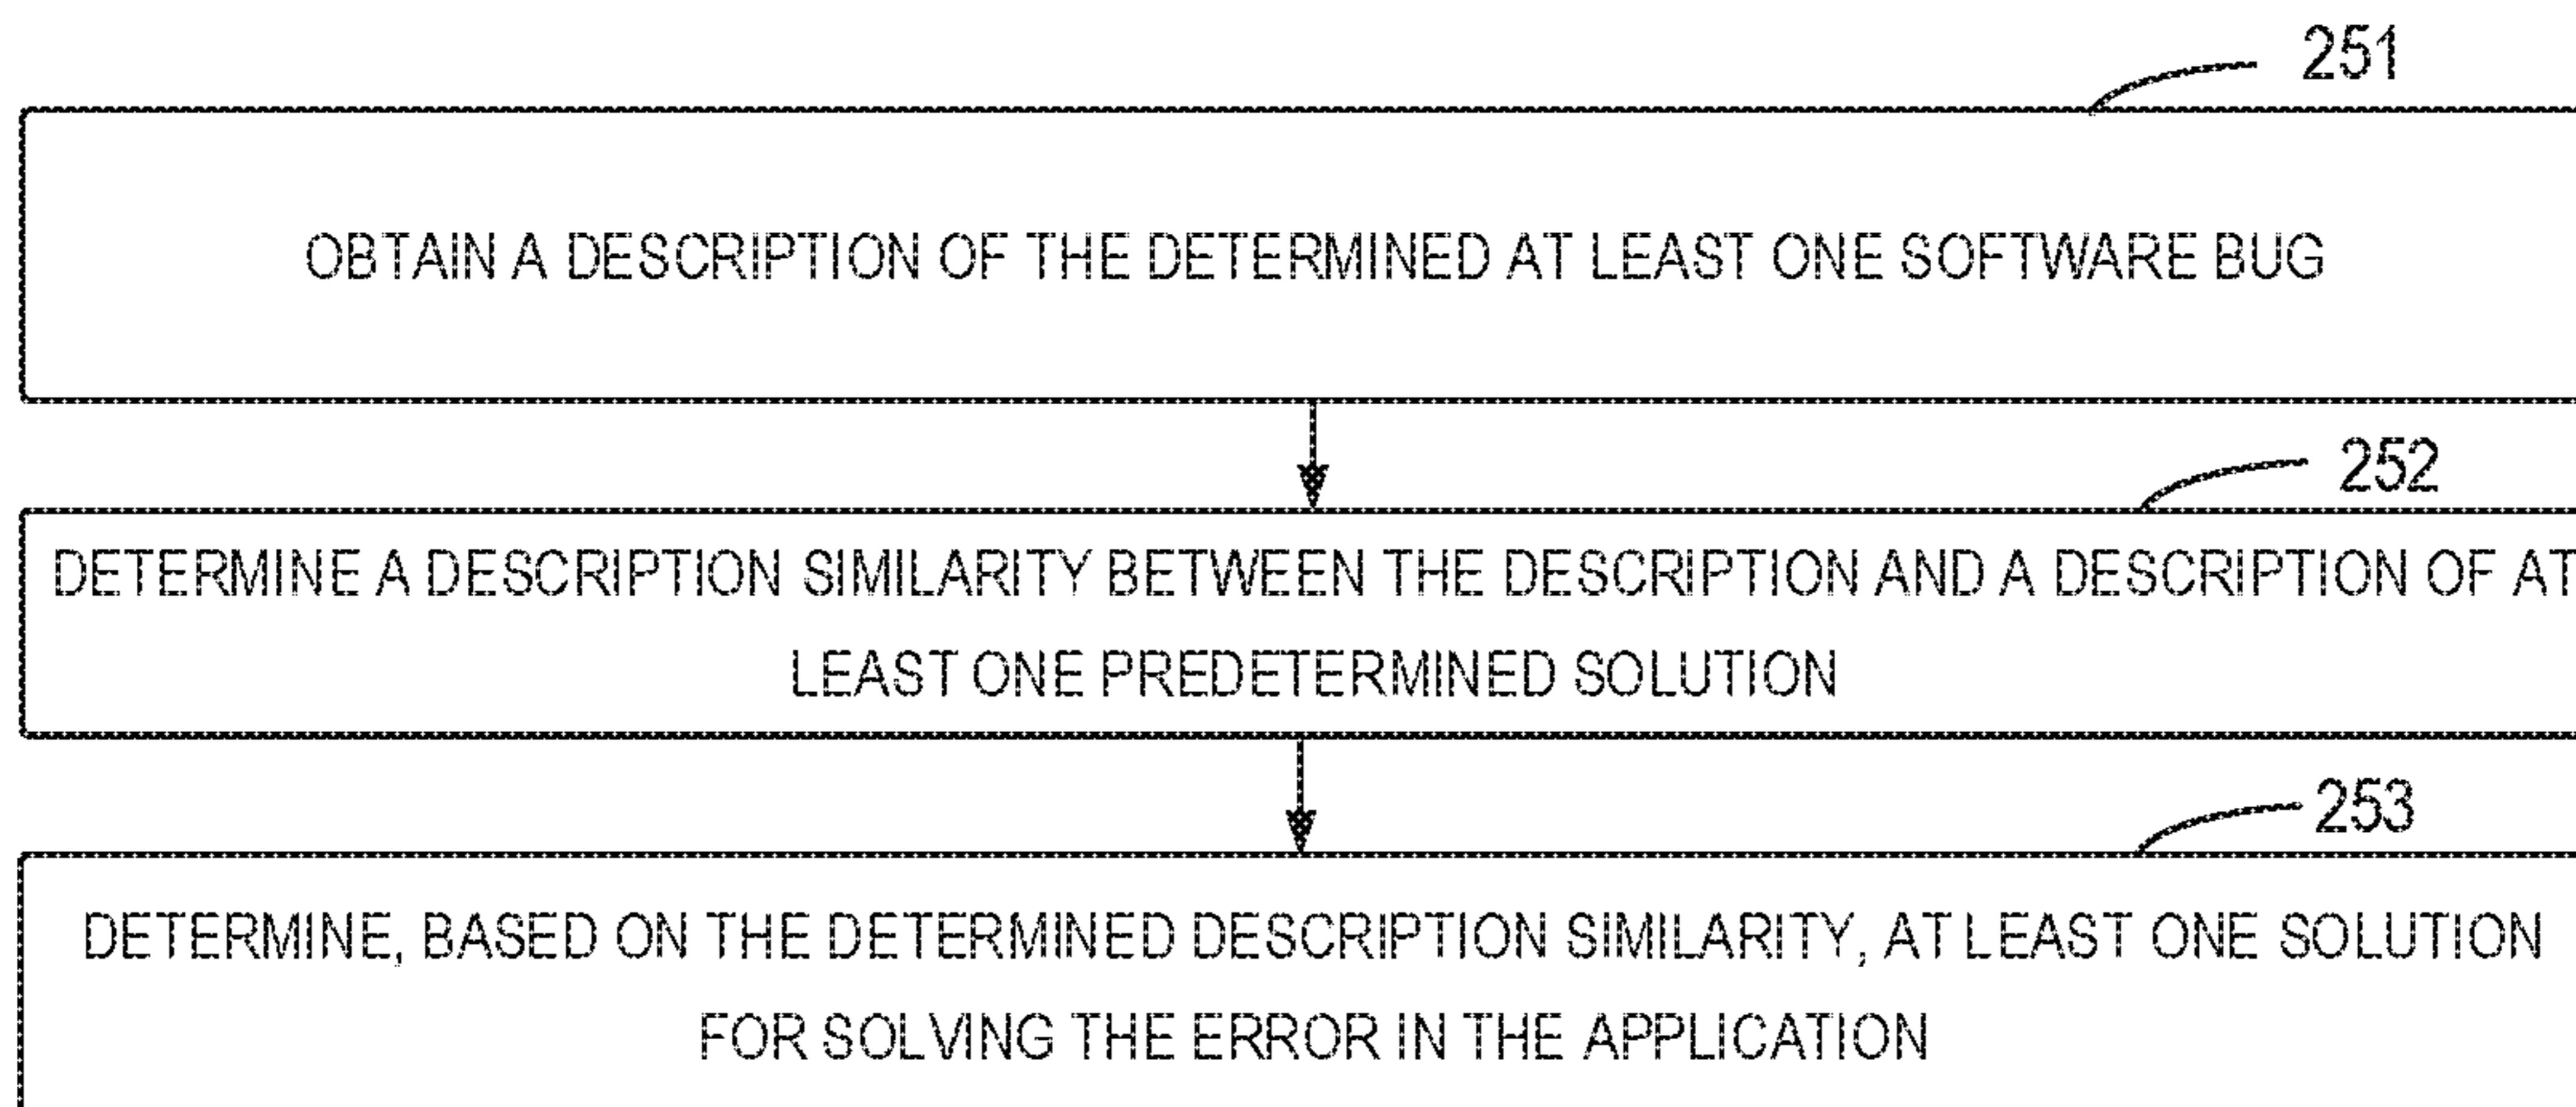 251
OBTAIN A DESCRIPTION OF THE DETERMINED AT LEAST ONE SOFTWARE BUG
252
DETERMINE A DESCRIPTION SIMILARITY BETWEEN THE DESCRIPTION AND A DESCRIPTION OF AT
LEAST ONE PREDETERMINED SOLUTION
253
DETERMINE, BASED ON THE DETERMINED DESCRIPTION SIMILARITY, AT LEAST ONE SOLUTION
FOR SOLVING THE ERROR IN THE APPLICATION